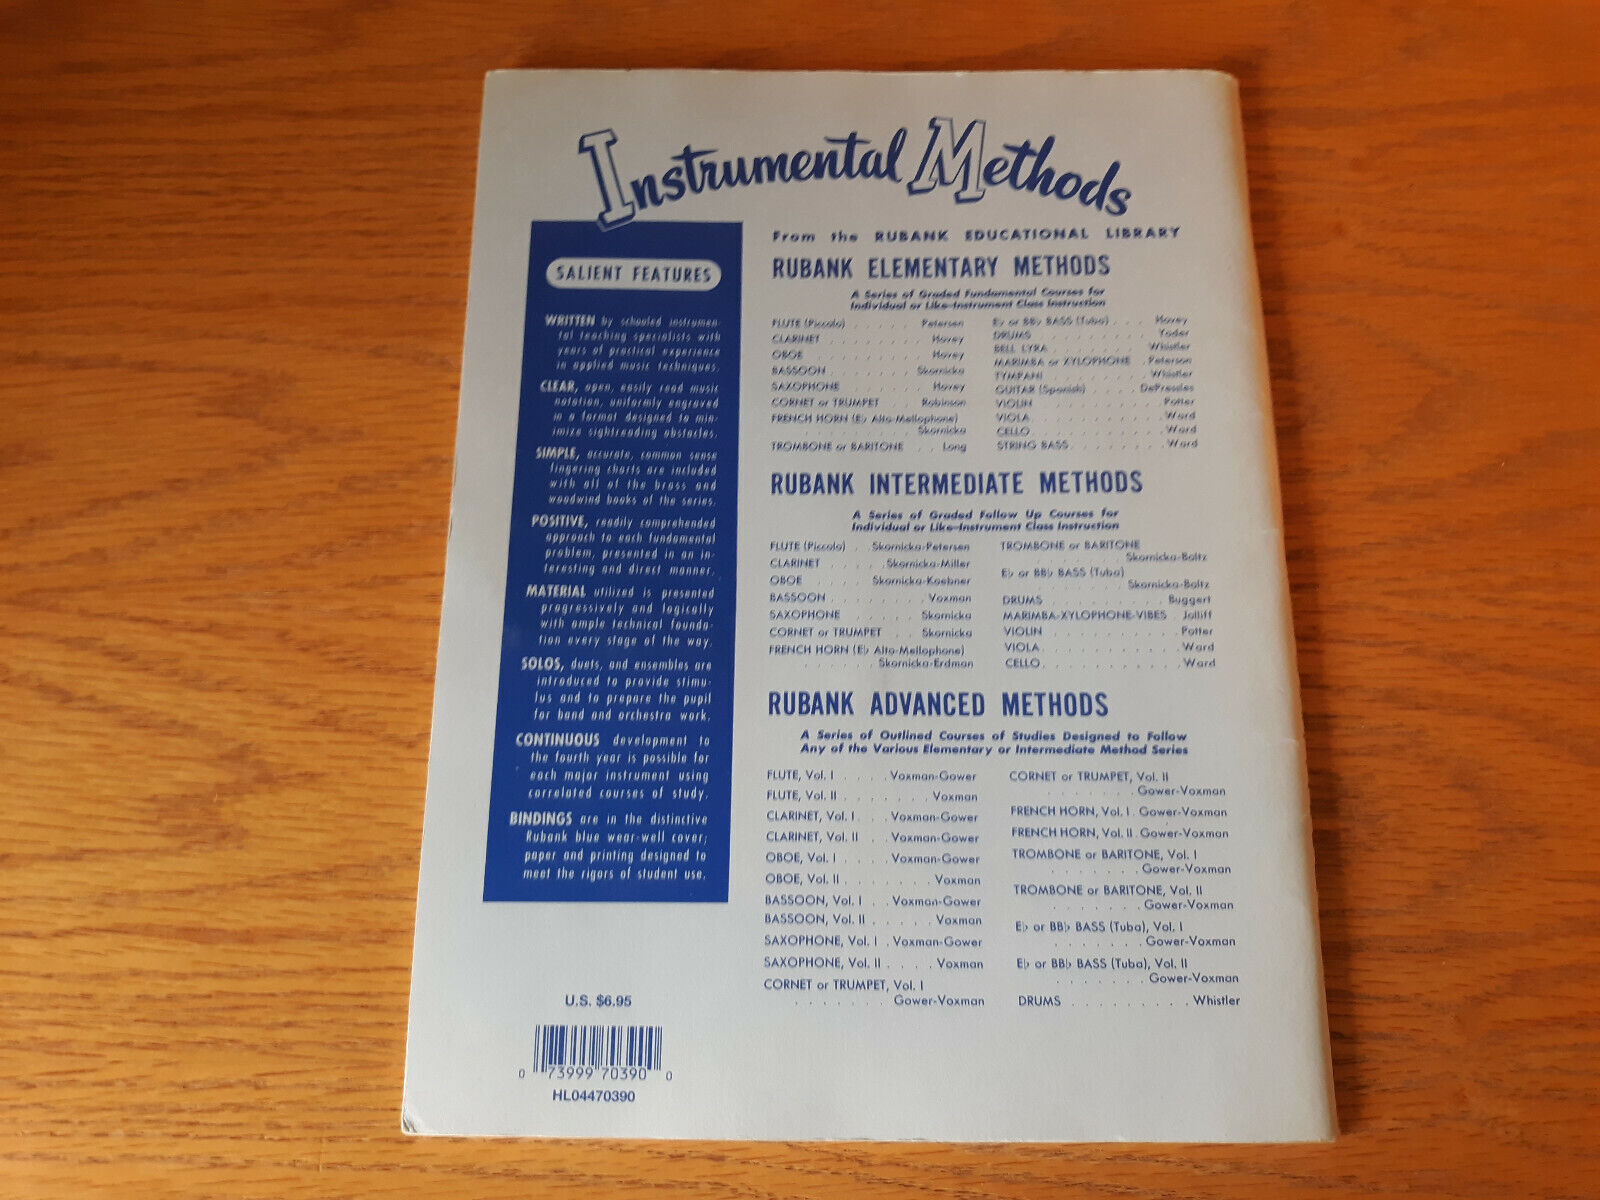 Instrumental Methods
From the RUBANK EDUCATIONAL LIBRARY
SALIENT FEATURES
WRITTEN by schooled instrumen-
tal teaching specialists with
years of practical experience
in applied music techniques.
CLEAR, open, easily read music
notation, uniformly engraved
in a format designed to min-
imize sightreading obstacles.
SIMPLE, accurate, common sense
fingering charts are included
with all of the brass and
woodwind books of the series.
POSITIVE, readily comprehended
approach to each fundamental
problem, presented in an in-
teresting and direct manner.
MATERIAL utilized is presented
progressively and logically
with ample technical founda-
tion every stage of the way.
SOLOS, duets, and ensembles are
introduced to provide stimu-
lus and to prepare the pupil
for band and orchestra work.
CONTINUOUS development to
the fourth year is possible for
each major instrument using
correlated courses of study.
BINDINGS are in the distinctive
Rubank blue wear-well cover;
paper and printing designed to
meet the rigors of student use.
U.S. $6.95
0 73999 70390 0
HL04470390
RUBANK ELEMENTARY METHODS
A Series of Graded Fundamental Courses for
Individual or Like-Instrument Class Instruction
FLUTE (Piccolo) . . . . . Petersen
CLARINET . . . . . . . . Hovey
OBOE . . . . . . . . . Hovey
BASSOON . . . . . . . Skornicka
SAXOPHONE . . . . . . Hovey
CORNET or TRUMPET . . Robinson
FRENCH HORN (E♭ Alto-Mellophone)
. . . . . . . . Skornicka
TROMBONE or BARITONE . . Long
E♭ or BB♭ BASS (Tuba) . . . Hovey
DRUMS . . . . . . . . . Yoder
BELL LYRA . . . . . . . Whistler
MARIMBA or XYLOPHONE . Peterson
TYMPANI . . . . . . . . Whistler
GUITAR (Spanish) . . . . DePressles
VIOLIN . . . . . . . . . Potter
VIOLA . . . . . . . . . . Ward
CELLO . . . . . . . . . . Ward
STRING BASS . . . . . . . Ward
RUBANK INTERMEDIATE METHODS
A Series of Graded Follow Up Courses for
Individual or Like-Instrument Class Instruction
FLUTE (Piccolo) . Skornicka-Petersen
CLARINET . . . . . Skornicka-Miller
OBOE . . . . Skornicka-Koebner
BASSOON . . . . . . . . Voxman
SAXOPHONE . . . . . Skornicka
CORNET or TRUMPET . . Skornicka
FRENCH HORN (E♭ Alto-Mellophone)
. . . . . . Skornicka-Erdman
TROMBONE or BARITONE
. . . . . . . . Skornicka-Boltz
E♭ or BB♭ BASS (Tuba)
. . . . . . . . Skornicka-Boltz
DRUMS . . . . . . . . . Buggert
MARIMBA-XYLOPHONE-VIBES . Jolliff
VIOLIN . . . . . . . . . . Potter
VIOLA . . . . . . . . . . Ward
CELLO . . . . . . . . . . Ward
RUBANK ADVANCED METHODS
A Series of Outlined Courses of Studies Designed to Follow
Any of the Various Elementary or Intermediate Method Series
FLUTE, Vol. I . . . . Voxman-Gower
FLUTE, Vol. II . . . . . . . Voxman
CLARINET, Vol. I . . . Voxman-Gower
CLARINET, Vol. II . . Voxman-Gower
OBOE, Vol. I . . . . Voxman-Gower
OBOE, Vol. II . . . . . . . Voxman
BASSOON, Vol. I . . Voxman-Gower
BASSOON, Vol. II . . . . . Voxman
SAXOPHONE, Vol. I . Voxman-Gower
SAXOPHONE, Vol. II . . . . Voxman
CORNET or TRUMPET, Vol. I
. . . . . . . . Gower-Voxman
CORNET or TRUMPET, Vol. II
. . . . . . . Gower-Voxman
FRENCH HORN, Vol. I . Gower-Voxman
FRENCH HORN, Vol. II . Gower-Voxman
TROMBONE or BARITONE, Vol. I
. . . . . . . Gower-Voxman
TROMBONE or BARITONE, Vol. II
. . . . . . . Gower-Voxman
E♭ or BB♭ BASS (Tuba), Vol. I
. . . . . . . Gower-Voxman
E♭ or BB♭ BASS (Tuba), Vol. II
. . . . . . . Gower-Voxman
DRUMS . . . . . . . . . . Whistler